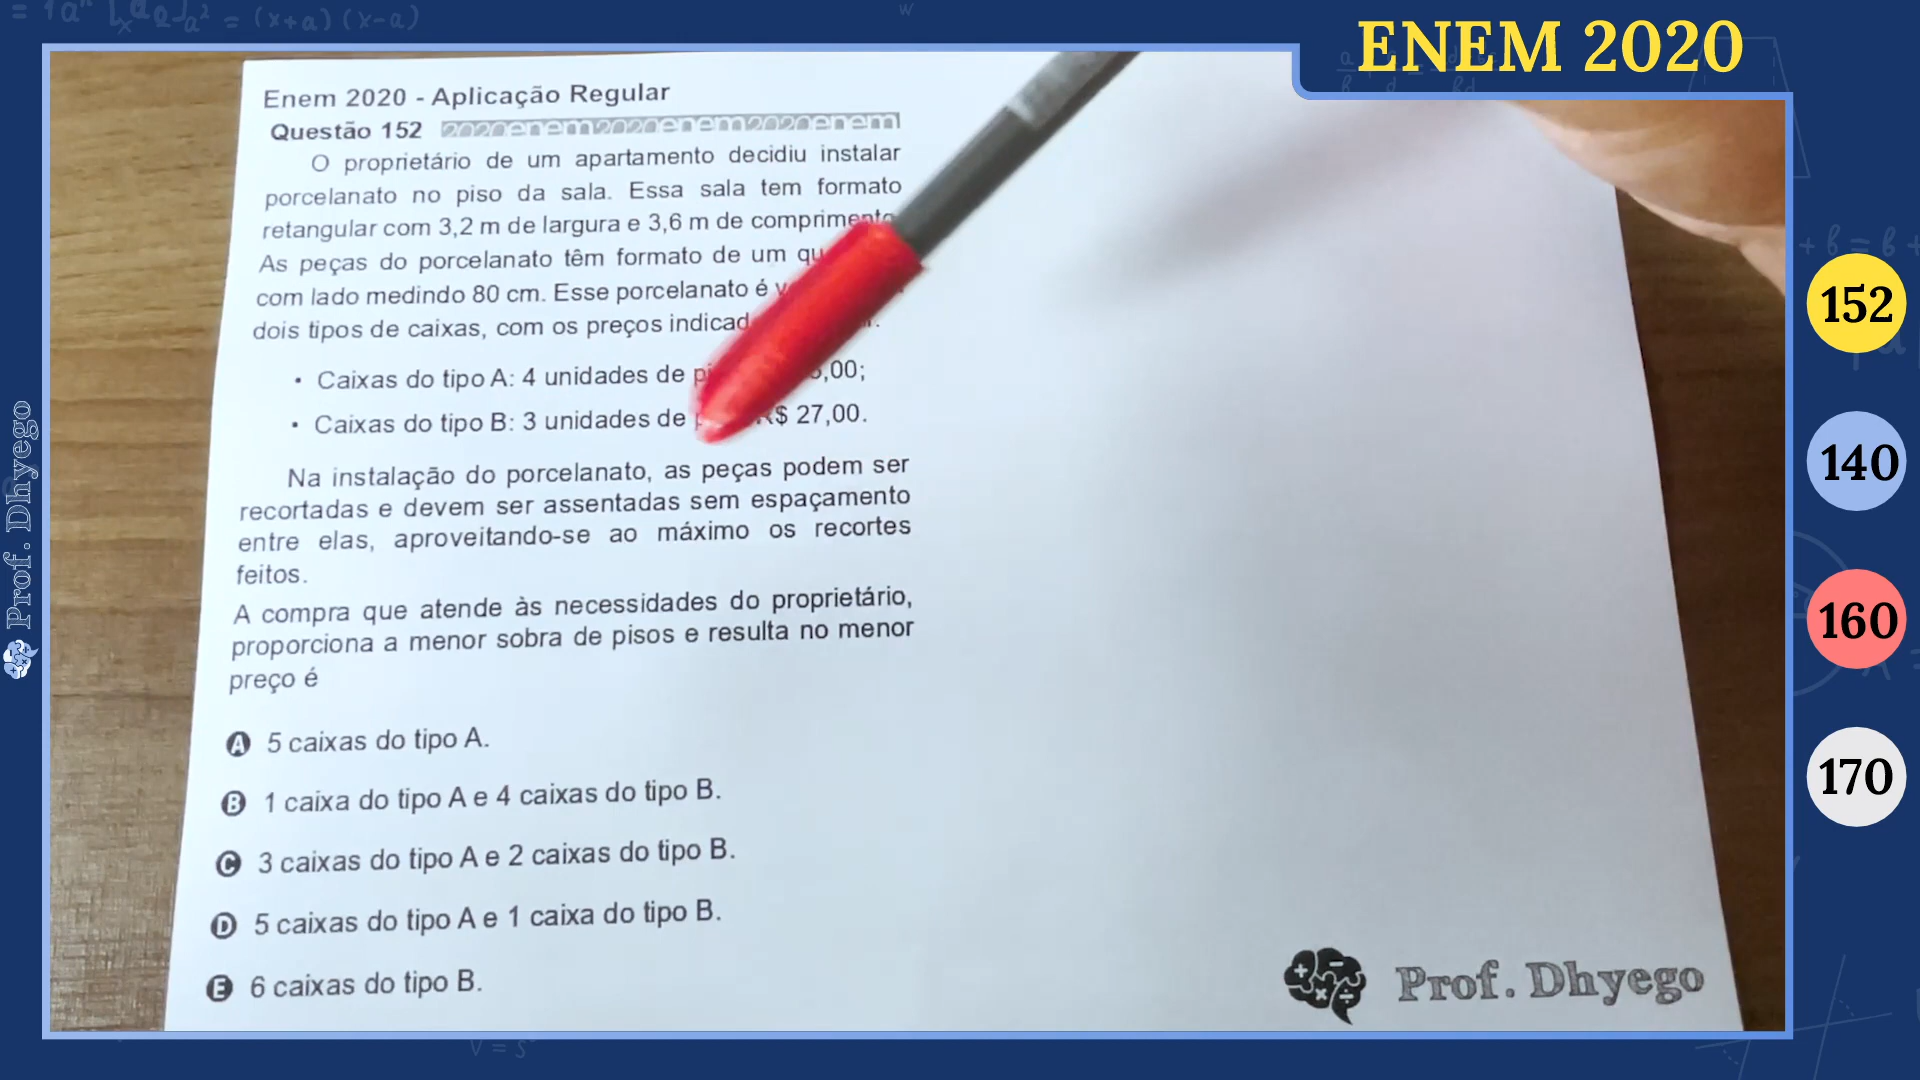 ENEM 2020
Enem 2020 - Aplicação Regular
Questão 152 2020enem2020enem2020enem
O proprietário de um apartamento decidiu instalar
porcelanato no piso da sala. Essa sala tem formato
retangular com 3,2 m de largura e 3,6 m de comprimento
As peças do porcelanato têm formato de um
com lado medindo 80 cm. Esse porcelanato é
dois tipos de caixas, com os preços
• Caixas do tipo A: 4 unidades de ,00;
• Caixas do tipo B: 3 unidades de R$ 27,00.
Na instalação do porcelanato, as peças podem ser
recortadas e devem ser assentadas sem espaçamento
entre elas, aproveitando-se ao máximo os recortes
feitos.
A compra que atende às necessidades do proprietário,
proporciona a menor sobra de pisos e resulta no menor
preço é
A 5 caixas do tipo A.
B 1 caixa do tipo A e 4 caixas do tipo B.
C 3 caixas do tipo A e 2 caixas do tipo B.
D 5 caixas do tipo A e 1 caixa do tipo B.
E 6 caixas do tipo B.
Prof. Dhyego
Prof. Dhyego
152
140
160
170